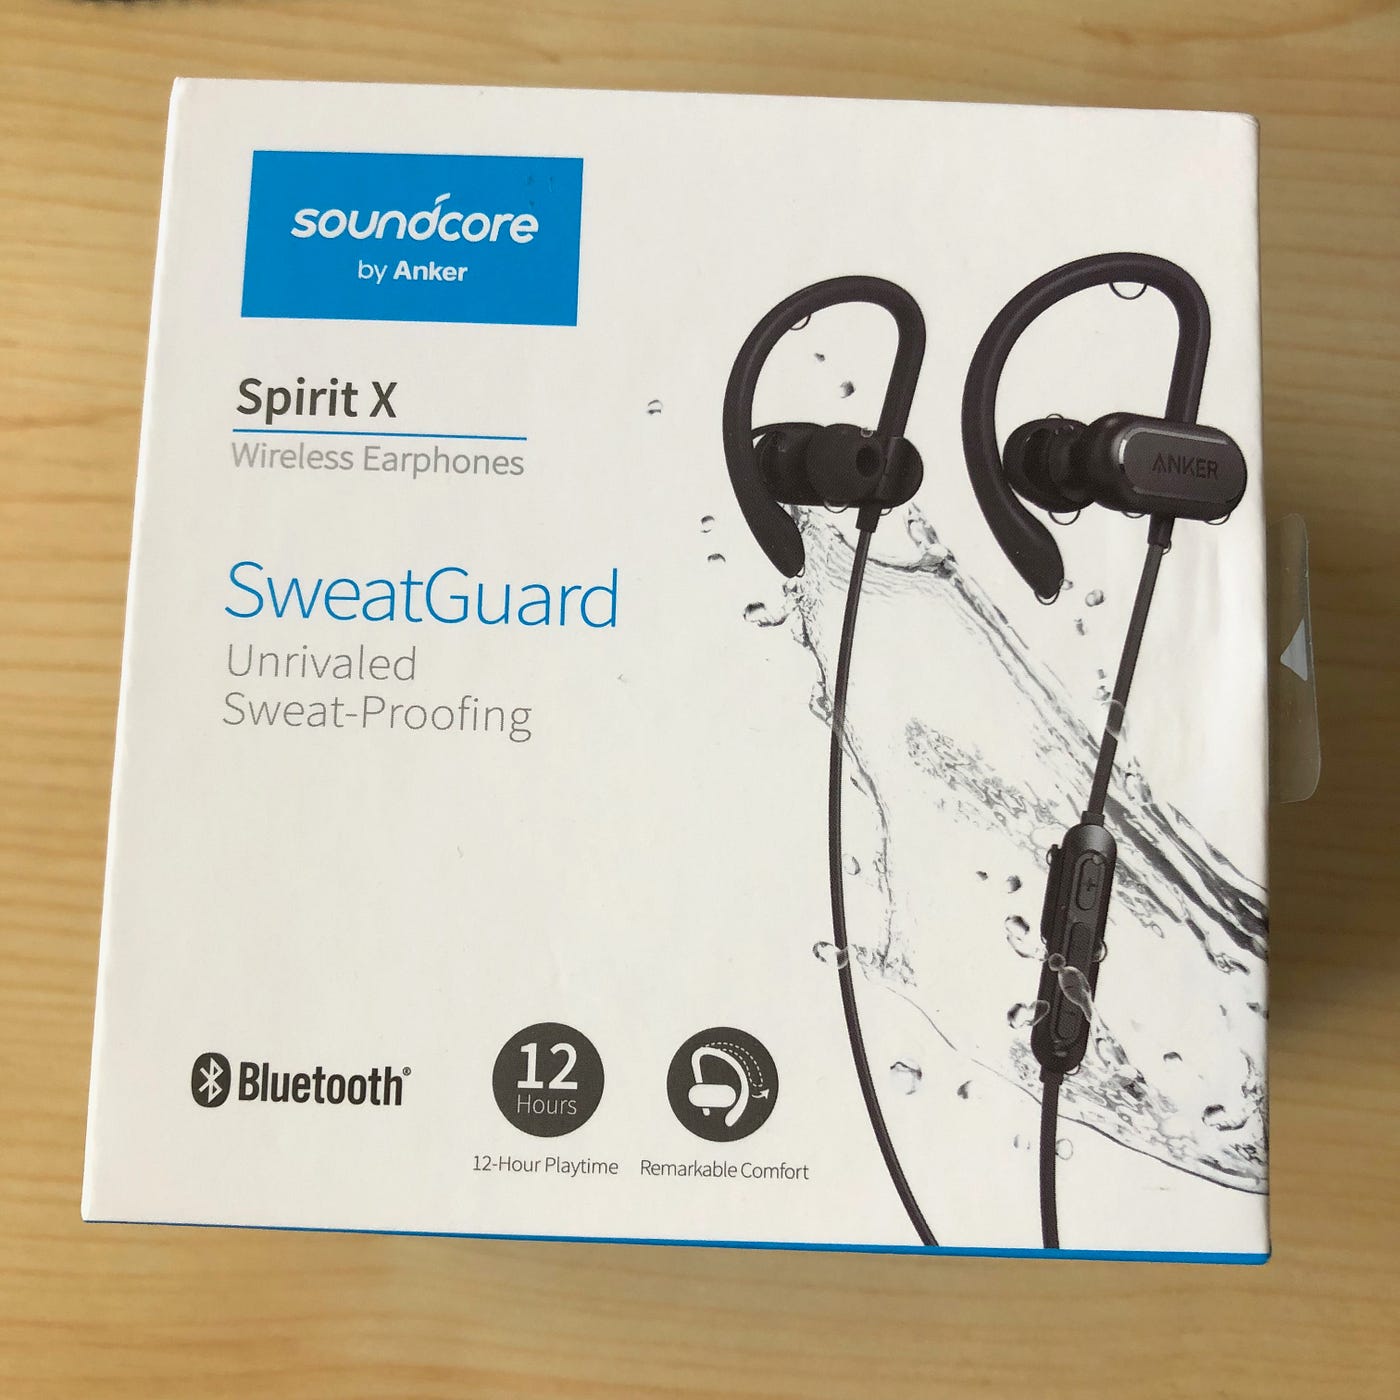 soundcore
by Anker
Spirit X
Wireless Earphones
SweatGuard
Unrivaled
Sweat-Proofing
ANKER
+
Bluetooth®
12
Hours
12-Hour Playtime
Remarkable Comfort